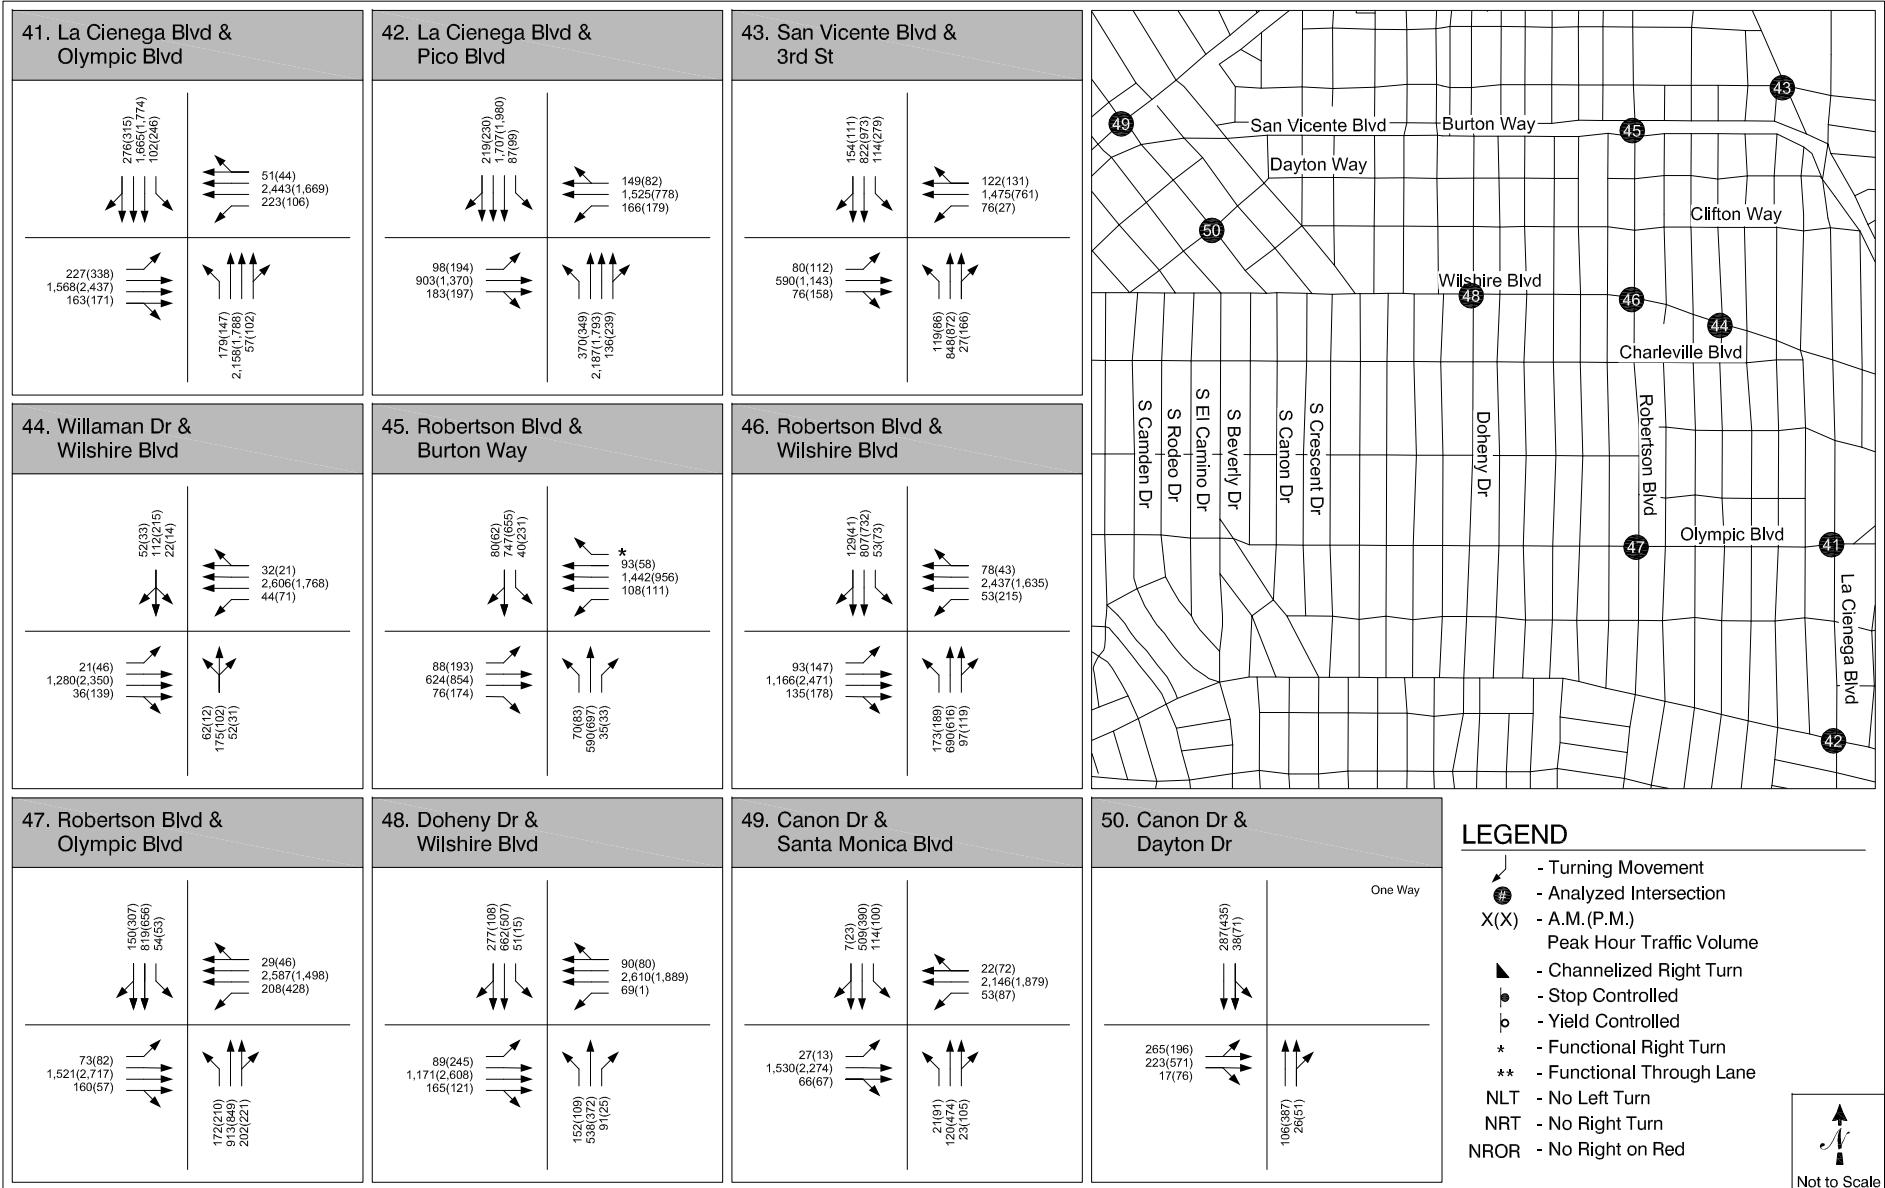 41. La Cienega Blvd &
Olympic Blvd
276(315)
1,665(1,774)
102(246)
51(44)
2,443(1,669)
223(106)
227(338)
1,568(2,437)
163(171)
179(147)
2,158(1,788)
57(102)
42. La Cienega Blvd &
Pico Blvd
219(230)
1,707(1,980)
87(99)
149(82)
1,525(778)
166(179)
98(194)
903(1,370)
183(197)
370(349)
2,187(1,793)
136(239)
43. San Vicente Blvd &
3rd St
154(111)
822(973)
114(279)
122(131)
1,475(761)
76(27)
80(112)
590(1,143)
76(158)
119(86)
848(872)
27(166)
44. Willaman Dr &
Wilshire Blvd
52(33)
112(215)
22(14)
32(21)
2,606(1,768)
44(71)
21(46)
1,280(2,350)
36(139)
62(12)
175(102)
52(31)
45. Robertson Blvd &
Burton Way
80(62)
747(655)
40(231)
*
93(58)
1,442(956)
108(111)
88(193)
624(854)
76(174)
70(83)
590(697)
35(33)
46. Robertson Blvd &
Wilshire Blvd
129(41)
807(732)
53(73)
78(43)
2,437(1,635)
53(215)
93(147)
1,166(2,471)
135(178)
173(189)
690(616)
97(119)
47. Robertson Blvd &
Olympic Blvd
150(307)
819(656)
54(53)
29(46)
2,587(1,498)
208(428)
73(82)
1,521(2,717)
160(57)
172(210)
913(849)
202(221)
48. Doheny Dr &
Wilshire Blvd
277(108)
662(507)
51(15)
90(80)
2,610(1,889)
69(1)
89(245)
1,171(2,608)
165(121)
152(109)
538(372)
91(25)
49. Canon Dr &
Santa Monica Blvd
7(23)
509(390)
114(100)
22(72)
2,146(1,879)
53(87)
27(13)
1,530(2,274)
66(67)
21(91)
120(474)
23(105)
50. Canon Dr &
Dayton Dr
One Way
287(435)
38(71)
265(196)
223(571)
17(76)
106(387)
26(51)
43
49
San Vicente Blvd
Burton Way
45
Dayton Way
Clifton Way
50
Wilshire Blvd
48
46
44
Charleville Blvd
S Camden Dr
S Rodeo Dr
S El Camino Dr
S Beverly Dr
S Canon Dr
S Crescent Dr
Doheny Dr
Robertson Blvd
Olympic Blvd
47
41
La Cienega Blvd
42
LEGEND
- Turning Movement
# - Analyzed Intersection
X(X) - A.M.(P.M.)
Peak Hour Traffic Volume
- Channelized Right Turn
- Stop Controlled
- Yield Controlled
* - Functional Right Turn
** - Functional Through Lane
NLT - No Left Turn
NRT - No Right Turn
NROR - No Right on Red
N
Not to Scale